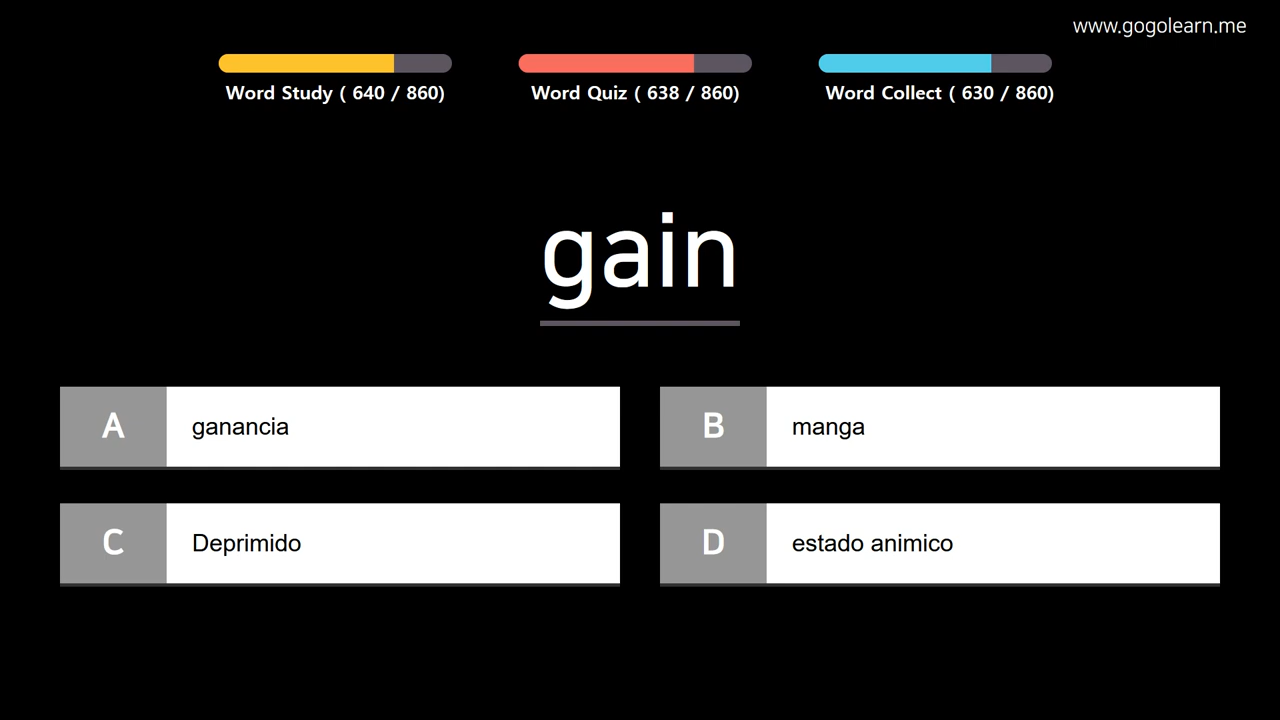 www.gogolearn.me
Word Study ( 640 / 860)
Word Quiz ( 638 / 860)
Word Collect ( 630 / 860)
gain
A ganancia
B manga
C Deprimido
D estado animico